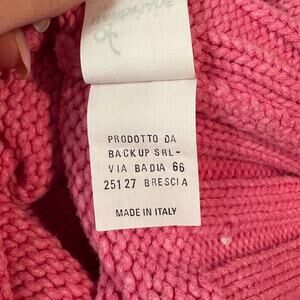 PRODOTTO DA
BACKUP SRL-
VIA BADIA 66
25127 BRESCIA
MADE IN ITALY